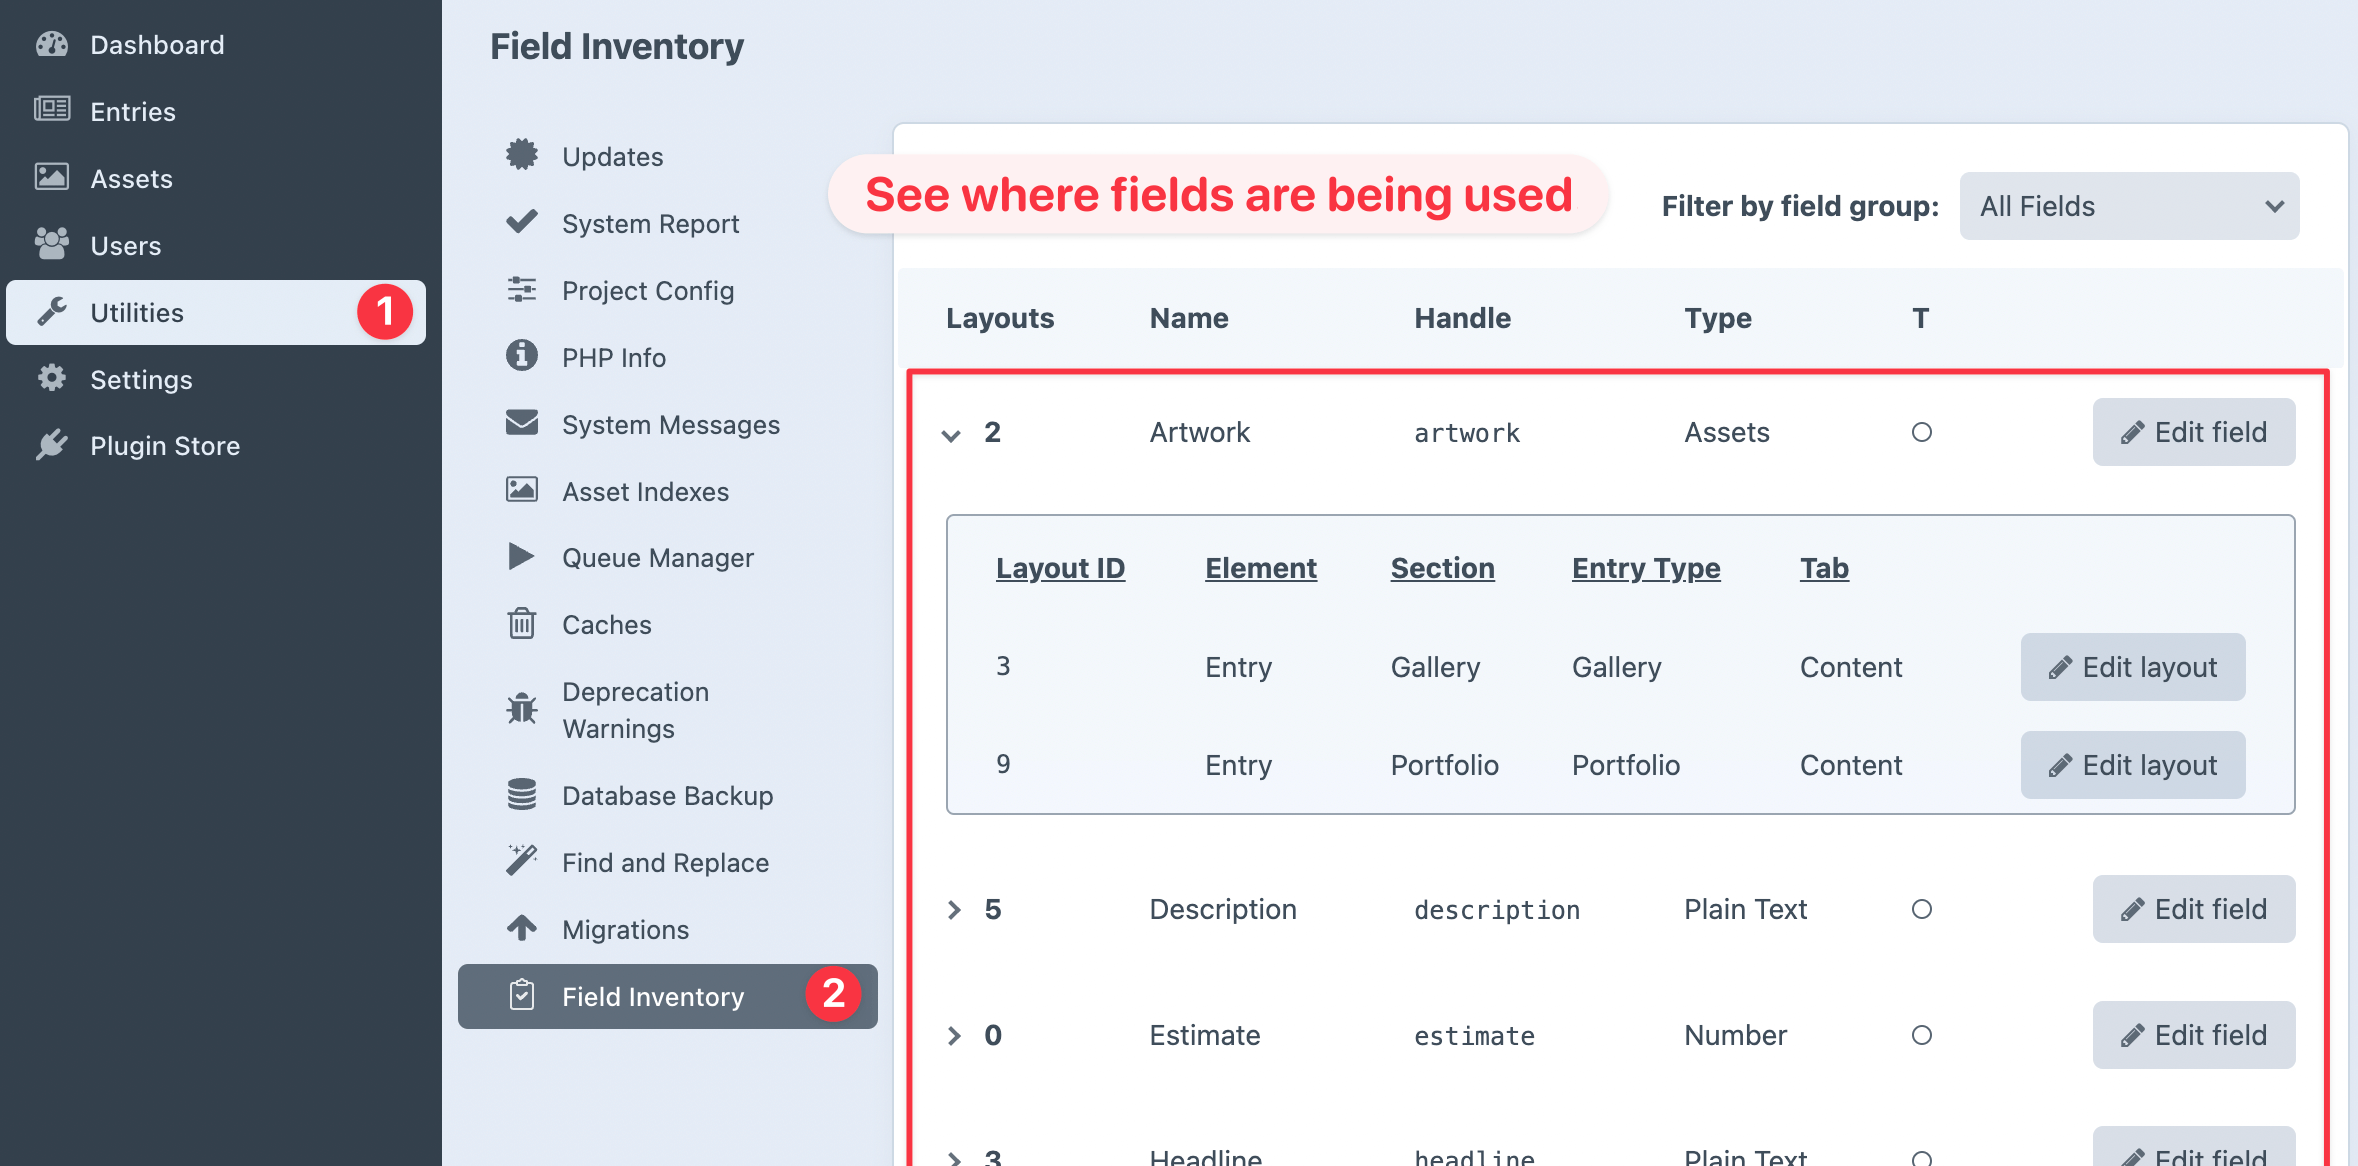 Dashboard
Entries
Assets
Users
Utilities 1
Settings
Plugin Store
Field Inventory
Updates
System Report
Project Config
PHP Info
System Messages
Asset Indexes
Queue Manager
Caches
Deprecation
Warnings
Database Backup
Find and Replace
Migrations
Field Inventory 2
See where fields are being used
Filter by field group: All Fields
Layouts Name Handle Type T
2 Artwork artwork Assets Edit field
Layout ID Element Section Entry Type Tab
3 Entry Gallery Gallery Content Edit layout
9 Entry Portfolio Portfolio Content Edit layout
5 Description description Plain Text Edit field
0 Estimate estimate Number Edit field
3 Headline headline Plain Text Edit field